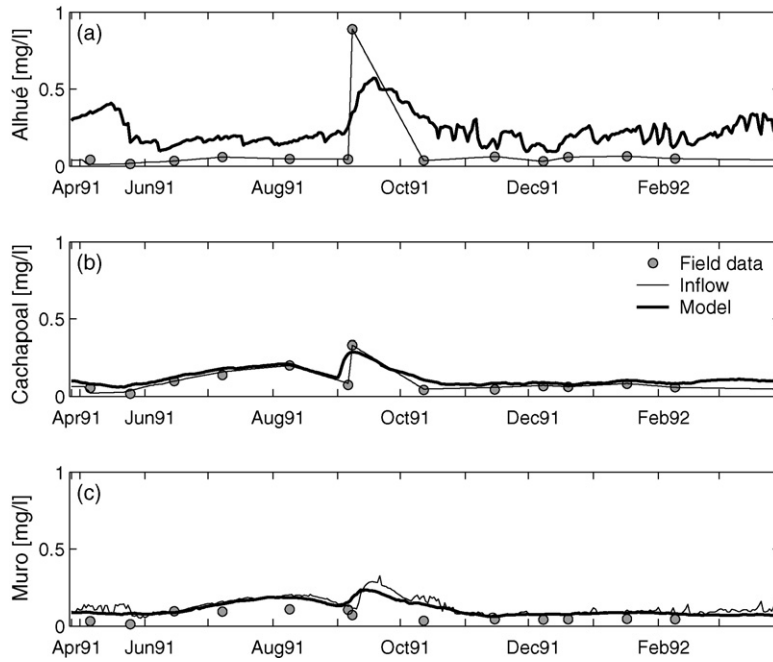 (a)
Alhué [mg/l]
1
0.5
0
Apr91 Jun91 Aug91 Oct91 Dec91 Feb92
(b)
Cachapoal [mg/l]
1
0.5
0
Field data
Inflow
Model
Apr91 Jun91 Aug91 Oct91 Dec91 Feb92
(c)
Muro [mg/l]
1
0.5
0
Apr91 Jun91 Aug91 Oct91 Dec91 Feb92